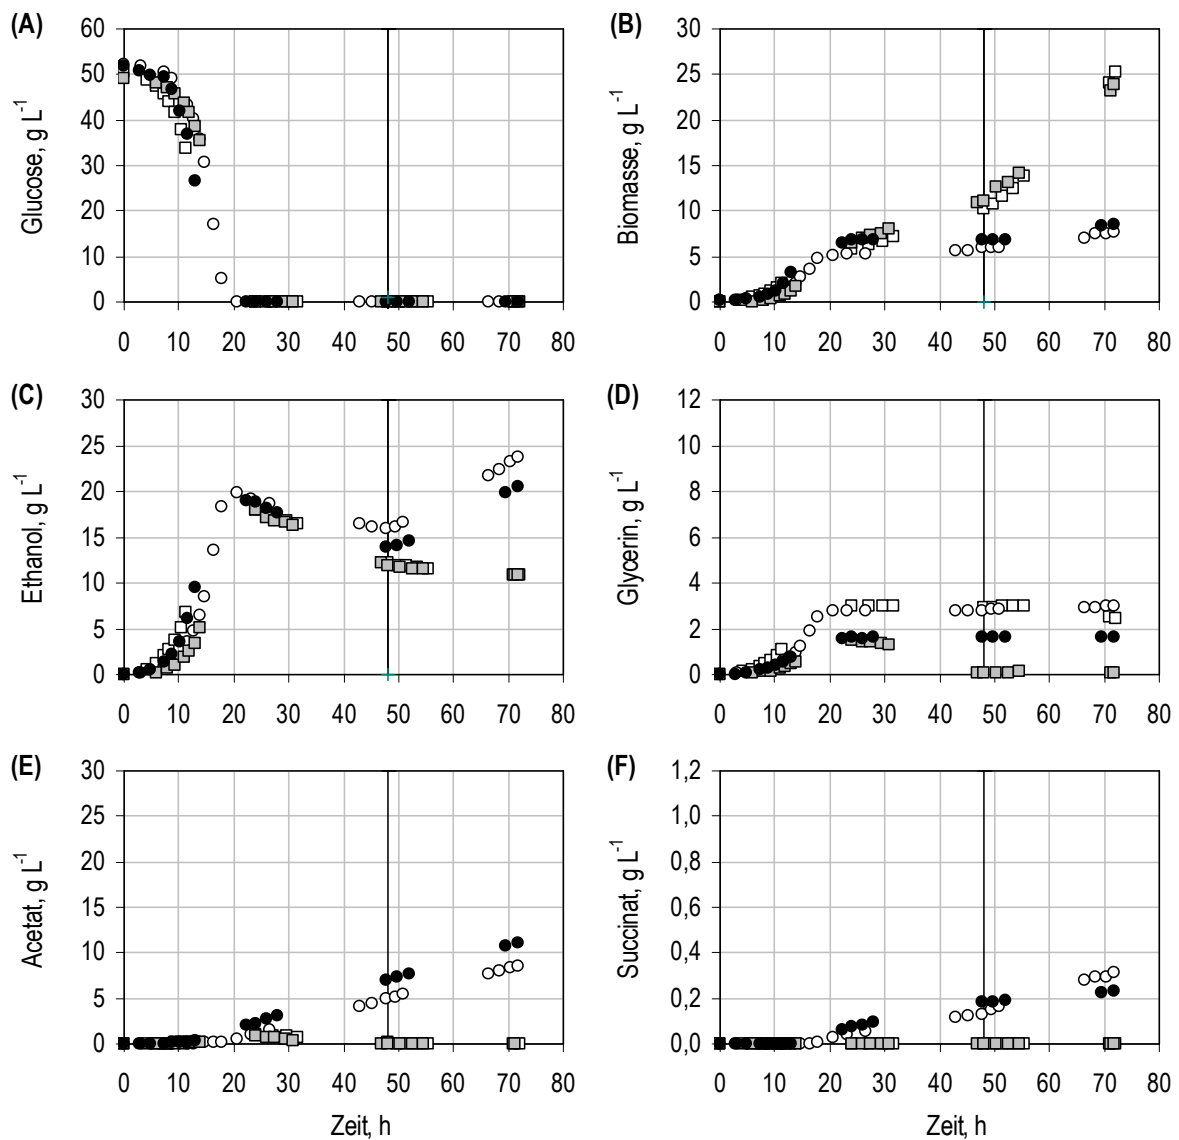 (A)
Glucose, g L⁻¹
60
50
40
30
20
10
0
0 10 20 30 40 50 60 70 80
(B)
Biomasse, g L⁻¹
30
25
20
15
10
5
0
0 10 20 30 40 50 60 70 80
(C)
Ethanol, g L⁻¹
30
25
20
15
10
5
0
0 10 20 30 40 50 60 70 80
(D)
Glycerin, g L⁻¹
12
10
8
6
4
2
0
0 10 20 30 40 50 60 70 80
(E)
Acetat, g L⁻¹
30
25
20
15
10
5
0
0 10 20 30 40 50 60 70 80
Zeit, h
(F)
Succinat, g L⁻¹
1,2
1,0
0,8
0,6
0,4
0,2
0,0
0 10 20 30 40 50 60 70 80
Zeit, h